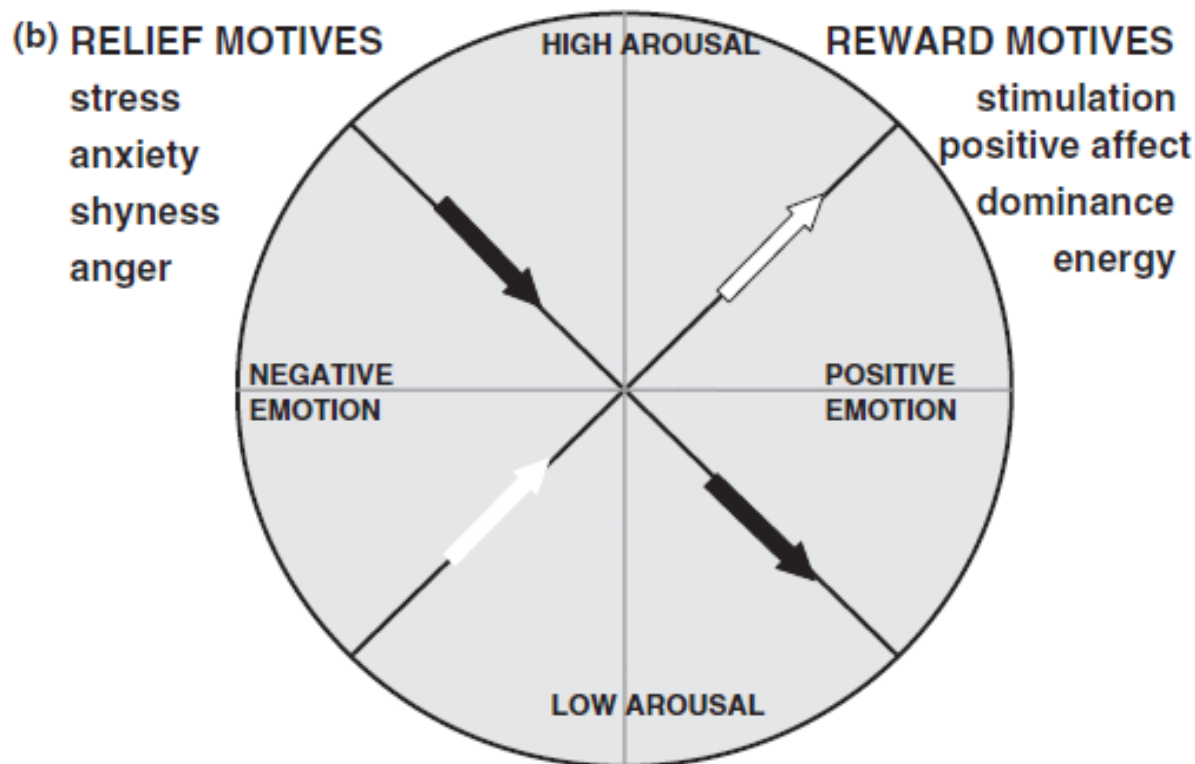 (b) RELIEF MOTIVES
stress
anxiety
shyness
anger
HIGH AROUSAL
REWARD MOTIVES
stimulation
positive affect
dominance
energy
NEGATIVE
EMOTION
POSITIVE
EMOTION
LOW AROUSAL